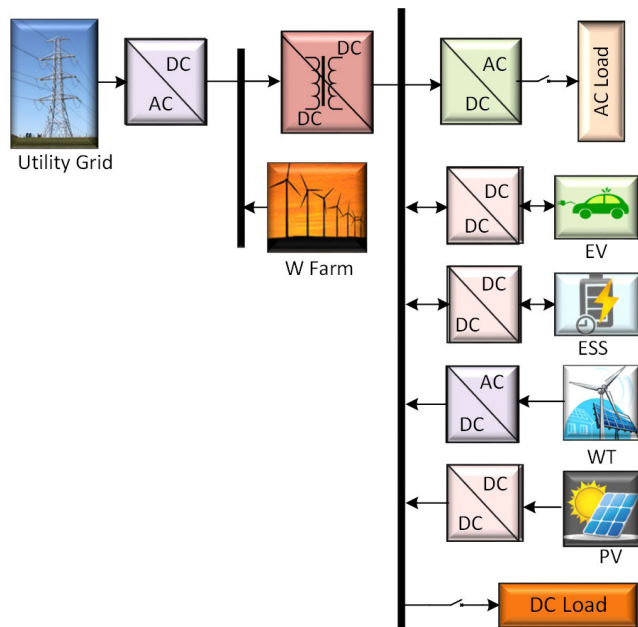 DC
AC
Utility Grid
DC
DC
W Farm
AC
DC
AC Load
DC
DC
EV
DC
DC
ESS
AC
DC
WT
DC
DC
PV
DC Load